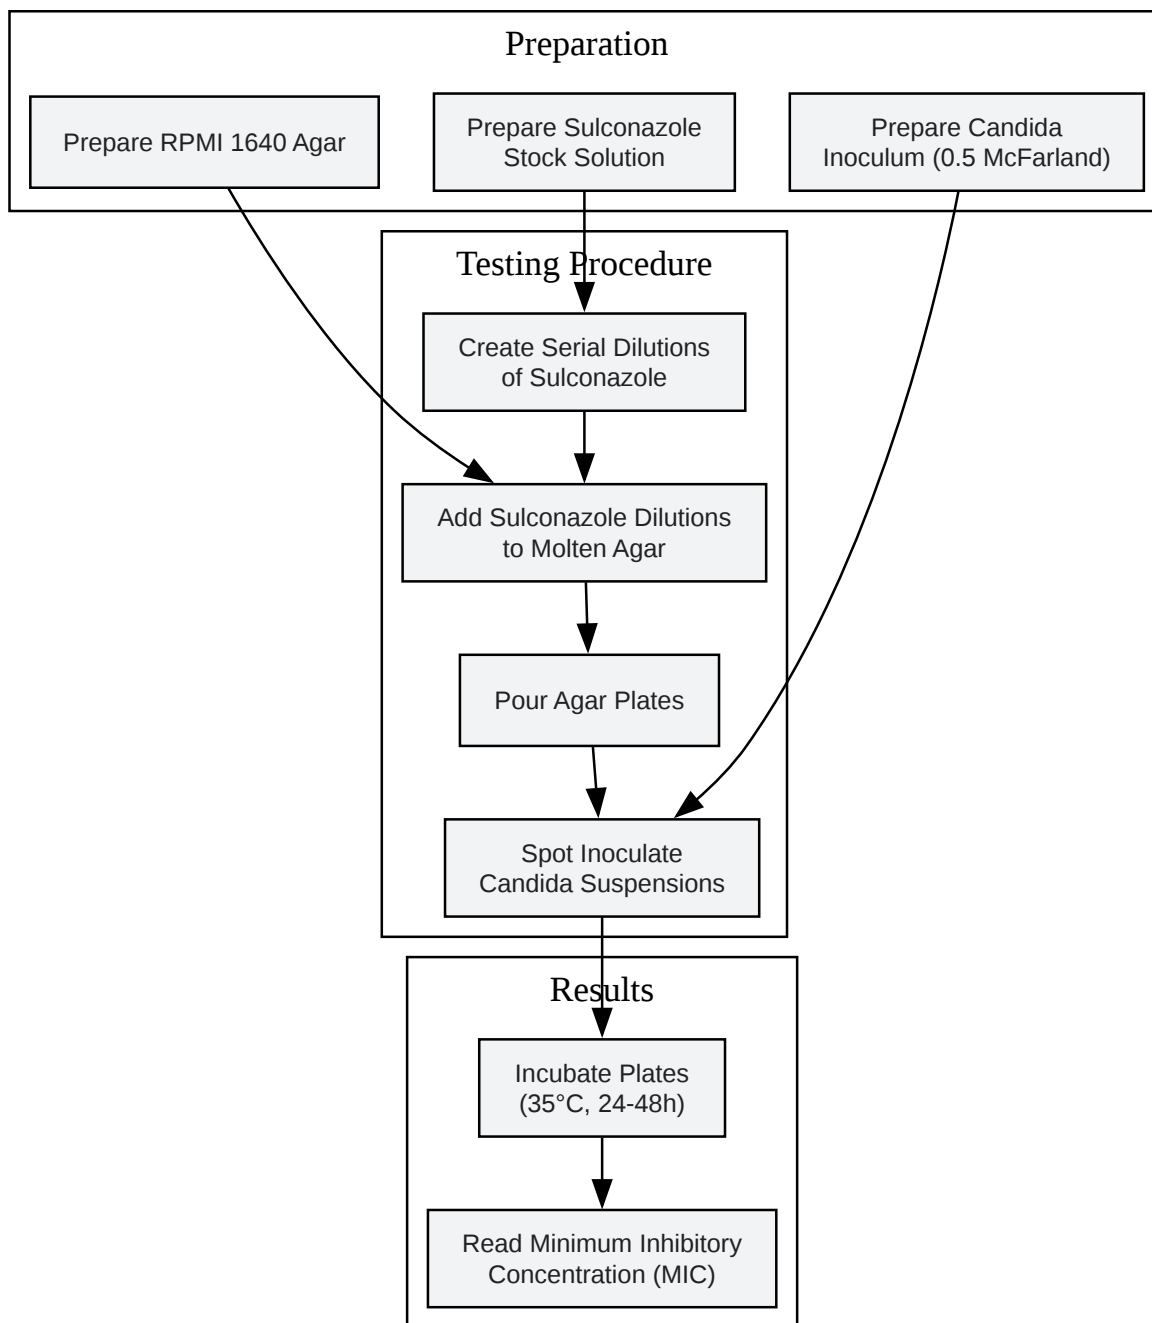 Preparation
Prepare RPMI 1640 Agar
Prepare Sulconazole
Stock Solution
Prepare Candida
Inoculum (0.5 McFarland)
Testing Procedure
Create Serial Dilutions
of Sulconazole
Add Sulconazole Dilutions
to Molten Agar
Pour Agar Plates
Spot Inoculate
Candida Suspensions
Results
Incubate Plates
(35°C, 24-48h)
Read Minimum Inhibitory
Concentration (MIC)